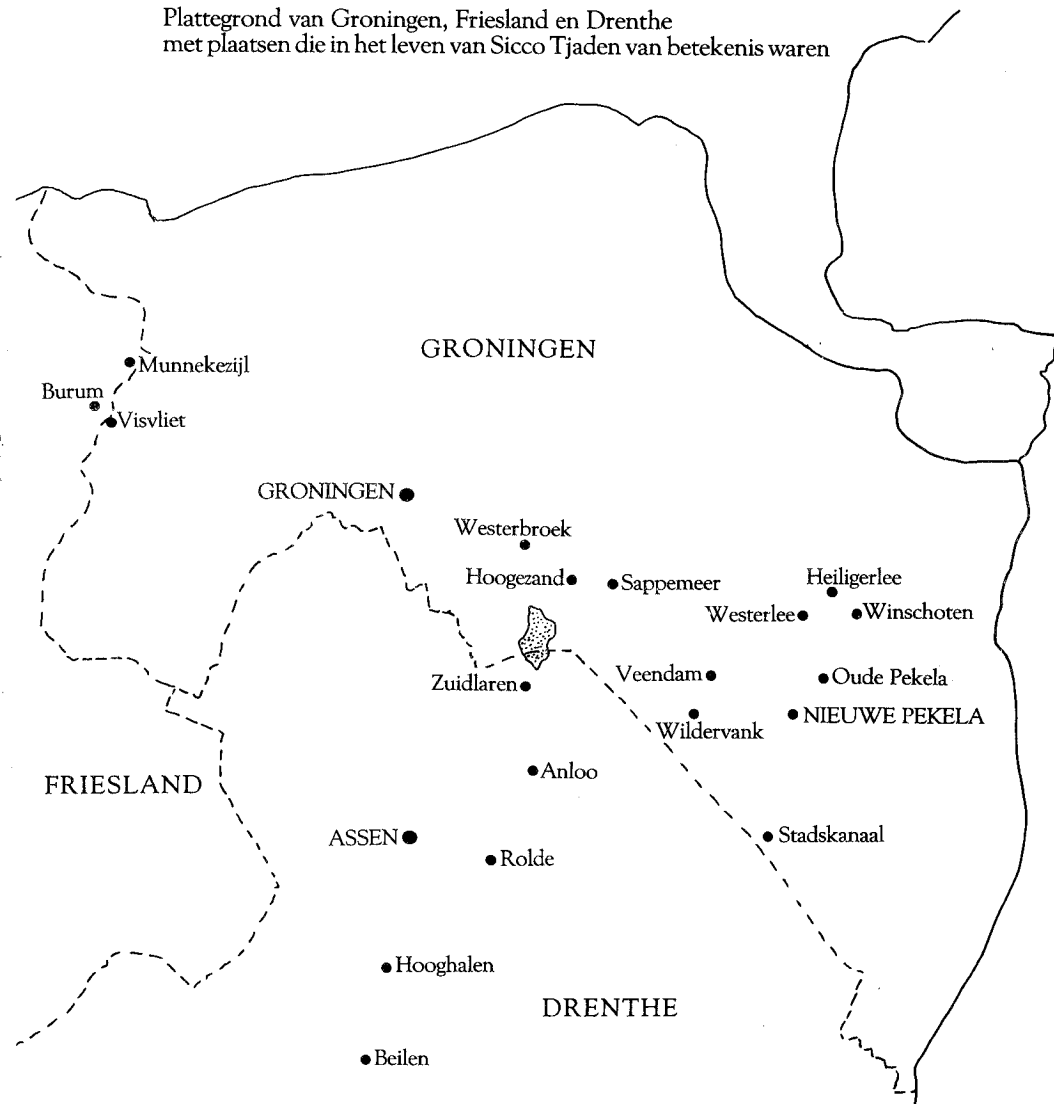 Plattegrond van Groningen, Friesland en Drenthe
met plaatsen die in het leven van Sicco Tjaden van betekenis waren
GRONINGEN
Munnekezijl
Burum
Visvliet
GRONINGEN
Westerbroek
Hoogezand
Sappemeer
Heiligerlee
Westerlee
Winschoten
Zuidlaren
Veendam
Oude Pekela
Wildervank
NIEUWE PEKELA
Anloo
FRIESLAND
ASSEN
Stadskanaal
Rolde
Hooghalen
DRENTHE
Beilen